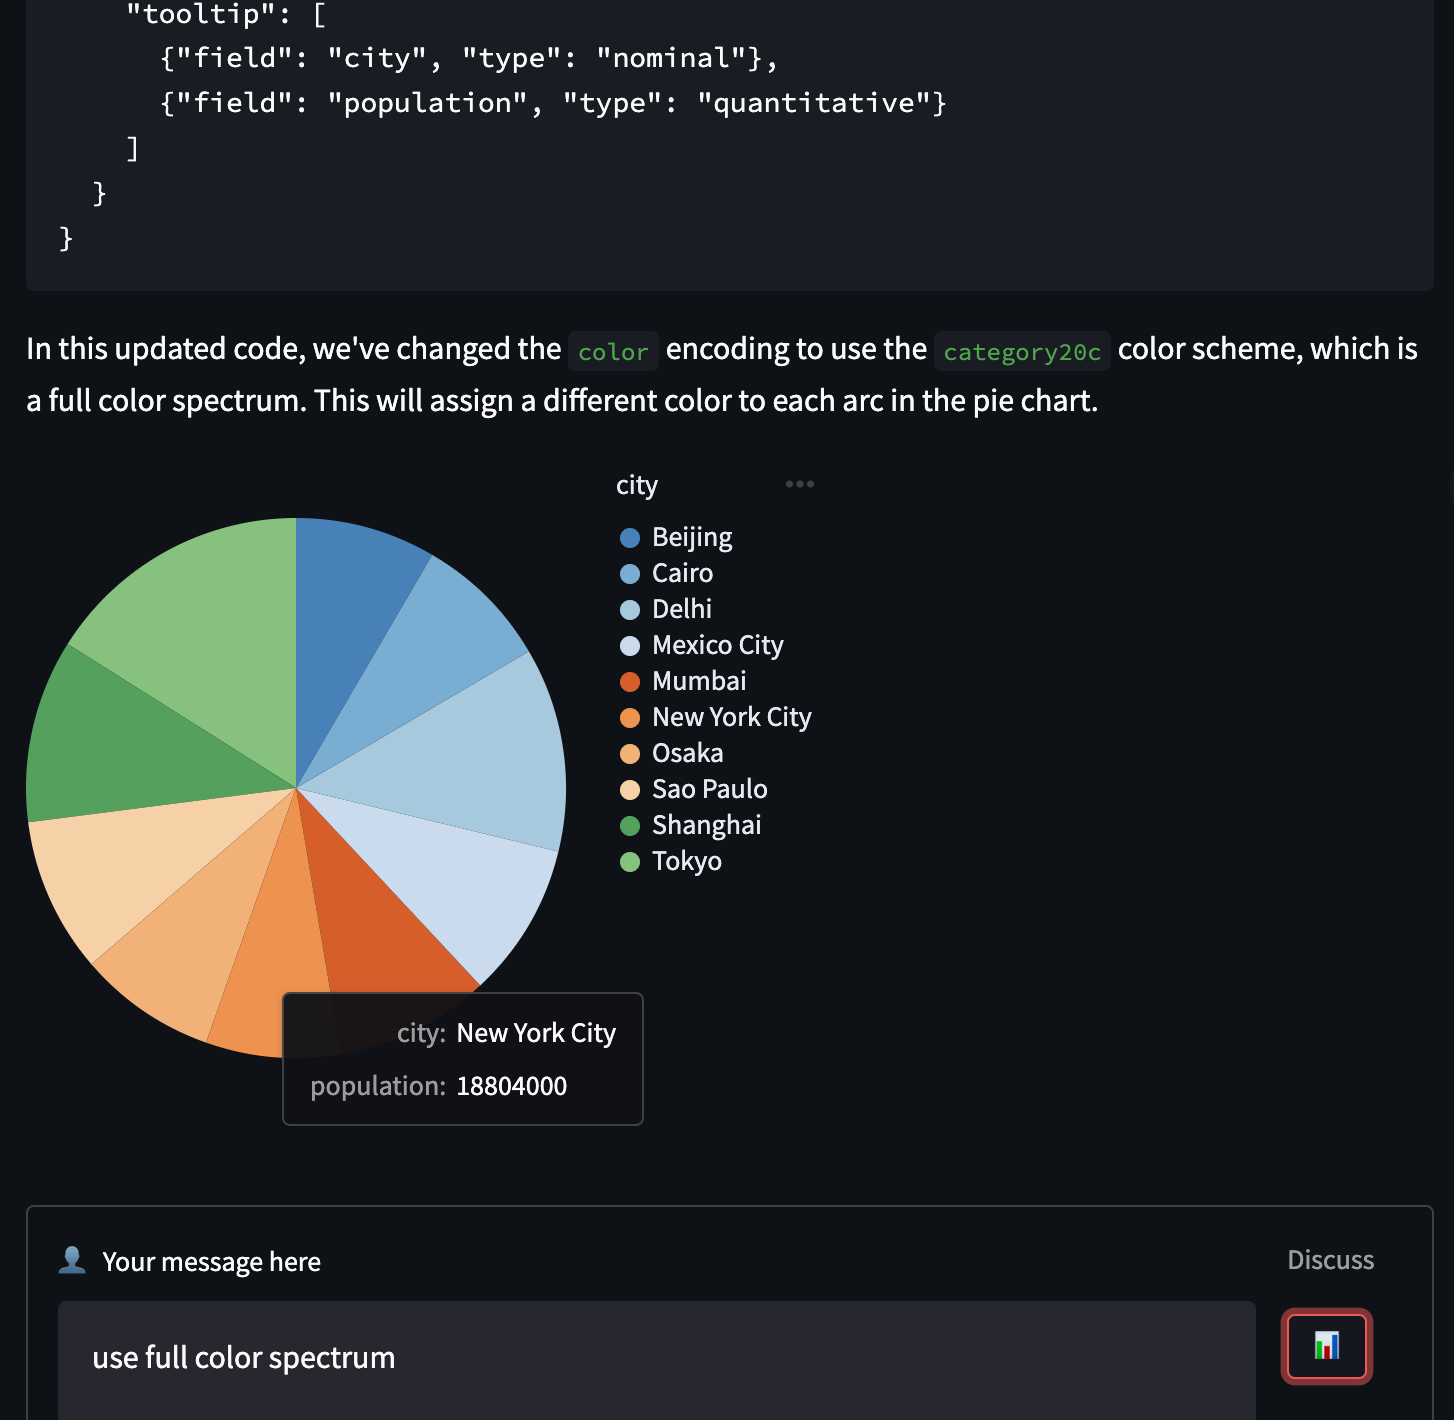 "tooltip": [
{"field": "city", "type": "nominal"},
{"field": "population", "type": "quantitative"}
]
}
}
In this updated code, we've changed the color encoding to use the category20c color scheme, which is
a full color spectrum. This will assign a different color to each arc in the pie chart.
city
Beijing
Cairo
Delhi
Mexico City
Mumbai
New York City
Osaka
Sao Paulo
Shanghai
Tokyo
city: New York City
population: 18804000
Your message here
Discuss
use full color spectrum